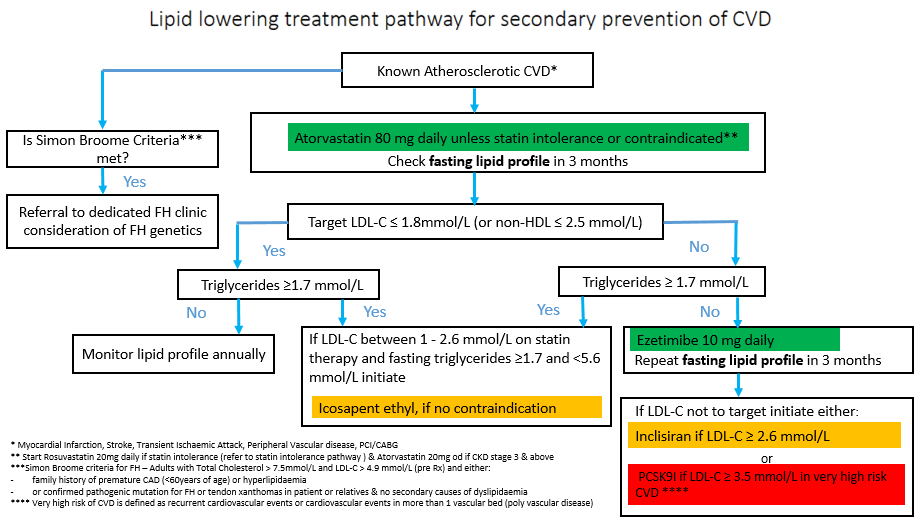 Lipid lowering treatment pathway for secondary prevention of CVD
Known Atherosclerotic CVD*
Is Simon Broome Criteria***
met?
Atorvastatin 80 mg daily unless statin intolerance or contraindicated**
Check fasting lipid profile in 3 months
Yes
Referral to dedicated FH clinic
consideration of FH genetics
Target LDL-C ≤ 1.8mmol/L (or non-HDL ≤ 2.5 mmol/L)
Yes
No
Triglycerides ≥1.7 mmol/L
Triglycerides ≥ 1.7 mmol/L
No
Yes
Yes
No
Monitor lipid profile annually
If LDL-C between 1 - 2.6 mmol/L on statin
therapy and fasting triglycerides ≥1.7 and <5.6
mmol/L initiate
Icosapent ethyl, if no contraindication
Ezetimibe 10 mg daily
Repeat fasting lipid profile in 3 months
If LDL-C not to target initiate either:
Inclisiran if LDL-C ≥ 2.6 mmol/L
or
PCSK9I if LDL-C ≥ 3.5 mmol/L in very high risk
CVD ****
* Myocardial Infarction, Stroke, Transient Ischaemic Attack, Peripheral Vascular disease, PCI/CABG
** Start Rosuvastatin 20mg daily if statin intolerance (refer to statin intolerance pathway ) & Atorvastatin 20mg od if CKD stage 3 & above
***Simon Broome criteria for FH – Adults with Total Cholesterol > 7.5mmol/L and LDL-C > 4.9 mmol/L (pre Rx) and either:
- family history of premature CAD (<60years of age) or hyperlipidaemia
- or confirmed pathogenic mutation for FH or tendon xanthomas in patient or relatives & no secondary causes of dyslipidaemia
**** Very high risk of CVD is defined as recurrent cardiovascular events or cardiovascular events in more than 1 vascular bed (poly vascular disease)